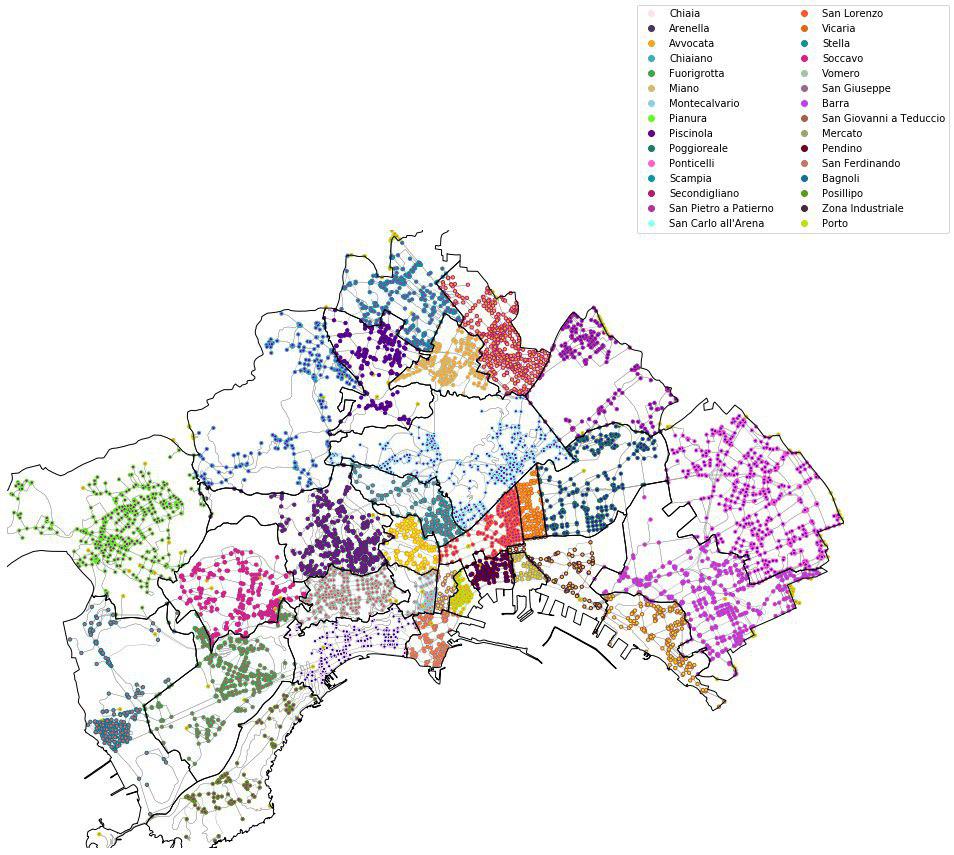 Chiaia
Arenella
Avvocata
Chiaiano
Fuorigrotta
Miano
Montecalvario
Pianura
Piscinola
Poggioreale
Ponticelli
Scampia
Secondigliano
San Pietro a Patierno
San Carlo all'Arena
San Lorenzo
Vicaria
Stella
Soccavo
Vomero
San Giuseppe
Barra
San Giovanni a Teduccio
Mercato
Pendino
San Ferdinando
Bagnoli
Posillipo
Zona Industriale
Porto